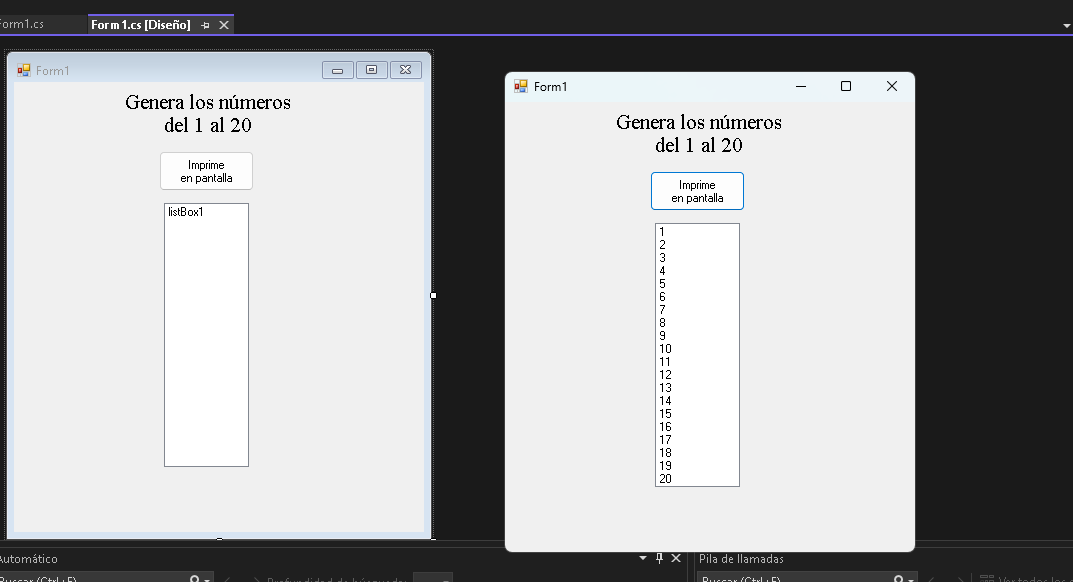 Form1.cs
Form1.cs [Diseño]
Form1
Genera los números
del 1 al 20
Imprime
en pantalla
listBox1
Form1
Genera los números
del 1 al 20
Imprime
en pantalla
1
2
3
4
5
6
7
8
9
10
11
12
13
14
15
16
17
18
19
20
Automático
Pila de llamadas
Buscar (Ctrl+E)
Profundidad de búsqueda:
Buscar (Ctrl+E)
Ver todos los